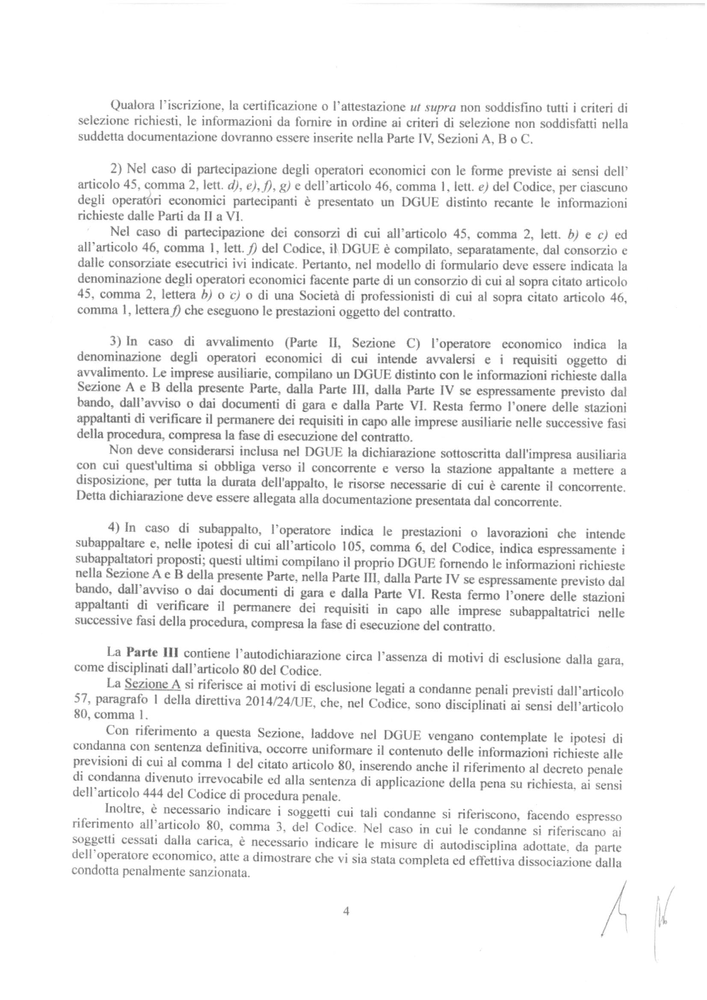 Qualora l’iscrizione, la certificazione o l’attestazione ut supra non soddisfino tutti i criteri di
selezione richiesti, le informazioni da fornire in ordine ai criteri di selezione non soddisfatti nella
suddetta documentazione dovranno essere inserite nella Parte IV, Sezioni A, B o C.
2) Nel caso di partecipazione degli operatori economici con le forme previste ai sensi dell’
articolo 45, comma 2, lett. d), e), f), g) e dell’articolo 46, comma 1, lett. e) del Codice, per ciascuno
degli operatori economici partecipanti è presentato un DGUE distinto recante le informazioni
richieste dalle Parti da II a VI.
Nel caso di partecipazione dei consorzi di cui all’articolo 45, comma 2, lett. b) e c) ed
all’articolo 46, comma 1, lett. f) del Codice, il DGUE è compilato, separatamente, dal consorzio e
dalle consorziate esecutrici ivi indicate. Pertanto, nel modello di formulario deve essere indicata la
denominazione degli operatori economici facente parte di un consorzio di cui al sopra citato articolo
45, comma 2, lettera b) o c) o di una Società di professionisti di cui al sopra citato articolo 46,
comma 1, lettera f) che eseguono le prestazioni oggetto del contratto.
3) In caso di avvalimento (Parte II, Sezione C) l’operatore economico indica la
denominazione degli operatori economici di cui intende avvalersi e i requisiti oggetto di
avvalimento. Le imprese ausiliarie, compilano un DGUE distinto con le informazioni richieste dalla
Sezione A e B della presente Parte, dalla Parte III, dalla Parte IV se espressamente previsto dal
bando, dall’avviso o dai documenti di gara e dalla Parte VI. Resta fermo l’onere delle stazioni
appaltanti di verificare il permanere dei requisiti in capo alle imprese ausiliarie nelle successive fasi
della procedura, compresa la fase di esecuzione del contratto.
Non deve considerarsi inclusa nel DGUE la dichiarazione sottoscritta dall'impresa ausiliaria
con cui quest'ultima si obbliga verso il concorrente e verso la stazione appaltante a mettere a
disposizione, per tutta la durata dell'appalto, le risorse necessarie di cui è carente il concorrente.
Detta dichiarazione deve essere allegata alla documentazione presentata dal concorrente.
4) In caso di subappalto, l’operatore indica le prestazioni o lavorazioni che intende
subappaltare e, nelle ipotesi di cui all’articolo 105, comma 6, del Codice, indica espressamente i
subappaltatori proposti; questi ultimi compilano il proprio DGUE fornendo le informazioni richieste
nella Sezione A e B della presente Parte, nella Parte III, dalla Parte IV se espressamente previsto dal
bando, dall’avviso o dai documenti di gara e dalla Parte VI. Resta fermo l’onere delle stazioni
appaltanti di verificare il permanere dei requisiti in capo alle imprese subappaltatrici nelle
successive fasi della procedura, compresa la fase di esecuzione del contratto.
La Parte III contiene l’autodichiarazione circa l’assenza di motivi di esclusione dalla gara,
come disciplinati dall’articolo 80 del Codice.
La Sezione A si riferisce ai motivi di esclusione legati a condanne penali previsti dall’articolo
57, paragrafo 1 della direttiva 2014/24/UE, che, nel Codice, sono disciplinati ai sensi dell’articolo
80, comma 1.
Con riferimento a questa Sezione, laddove nel DGUE vengano contemplate le ipotesi di
condanna con sentenza definitiva, occorre uniformare il contenuto delle informazioni richieste alle
previsioni di cui al comma 1 del citato articolo 80, inserendo anche il riferimento al decreto penale
di condanna divenuto irrevocabile ed alla sentenza di applicazione della pena su richiesta, ai sensi
dell’articolo 444 del Codice di procedura penale.
Inoltre, è necessario indicare i soggetti cui tali condanne si riferiscono, facendo espresso
riferimento all’articolo 80, comma 3, del Codice. Nel caso in cui le condanne si riferiscano ai
soggetti cessati dalla carica, è necessario indicare le misure di autodisciplina adottate, da parte
dell’operatore economico, atte a dimostrare che vi sia stata completa ed effettiva dissociazione dalla
condotta penalmente sanzionata.
4